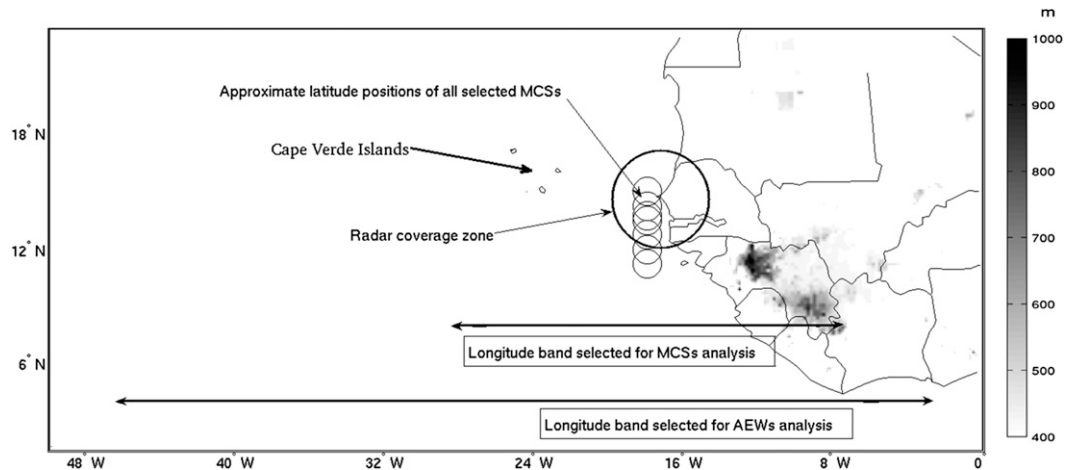 m
1000
Approximate latitude positions of all selected MCSs
900
18° N
Cape Verde Islands
800
700
Radar coverage zone
12° N
600
Longitude band selected for MCSs analysis
6° N
500
Longitude band selected for AEWs analysis
400
48 W 40 W 32 W 24 W 16 W 8 W 0